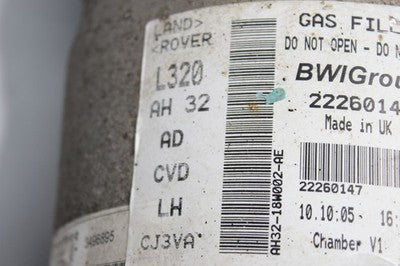 LAND>
<ROVER
L320
AH 32
AD
CVD
LH
CJ3VA
AH32-18W002-AE
GAS
DO NOT OPEN - DO
BWIGrou
2226014
Made in UK
22260147
10.10:05 - 16:
Chamber V1
3496895